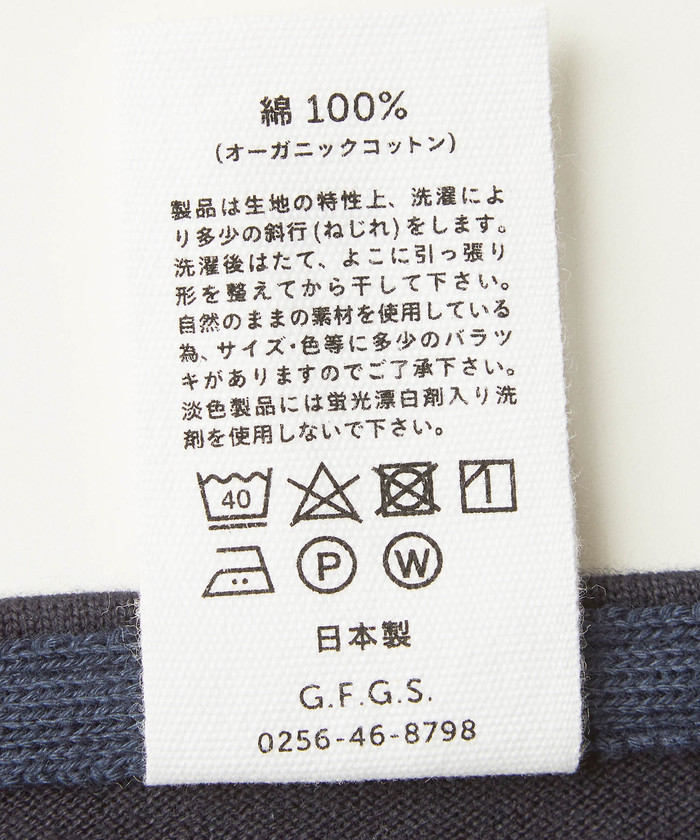 綿 100%
(オーガニックコットン)
製品は生地の特性上、洗濯によ
り多少の斜行(ねじれ)をします。
洗濯後はたて、よこに引っ張り
形を整えてから干して下さい。
自然のままの素材を使用している
為、サイズ・色等に多少のバラツ
キがありますのでご了承下さい。
淡色製品には蛍光漂白剤入り洗
剤を使用しないで下さい。
40
P W
日本製
G.F.G.S.
0256-46-8798